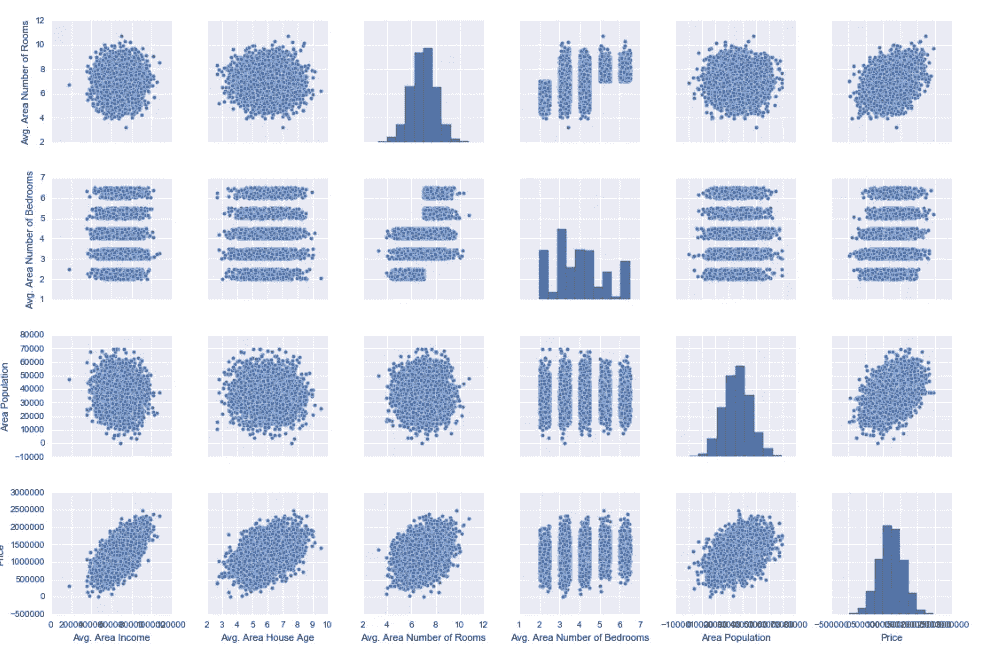 12
10
8
6
4
2
Avg. Area Number of Rooms
7
6
5
4
3
2
1
Avg. Area Number of Bedrooms
80000
70000
60000
50000
40000
30000
20000
10000
0
−10000
Area Population
3000000
2500000
2000000
1500000
1000000
500000
0
−500000
Price
0
2 3 4 5 6 7 8 9 10
2 4 6 8 10 12
1 2 3 4 5 6 7
Avg. Area Income
Avg. Area House Age
Avg. Area Number of Rooms
Avg. Area Number of Bedrooms
Area Population
Price